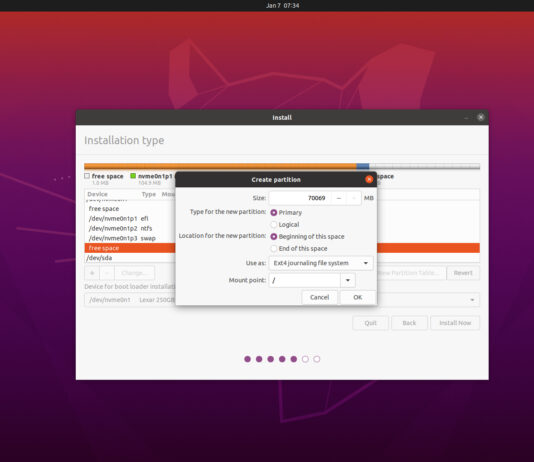 Jan 7 07:34
Install
Installation type
free space
1.0 MB
nvme0n1p1
104.9 MB
space
Device Type
free space
/dev/nvme0n1p1 efi
/dev/nvme0n1p2 ntfs
/dev/nvme0n1p3 swap
free space
/dev/sda
+ - Change...
New Partition Table...
Revert
Device for boot loader installation
/dev/nvme0n1 Lexar 250GB
Quit
Back
Install Now
Create partition
Size: 70069 − + MB
Type for the new partition: Primary
Logical
Location for the new partition: Beginning of this space
End of this space
Use as: Ext4 journaling file system
Mount point: /
Cancel
OK